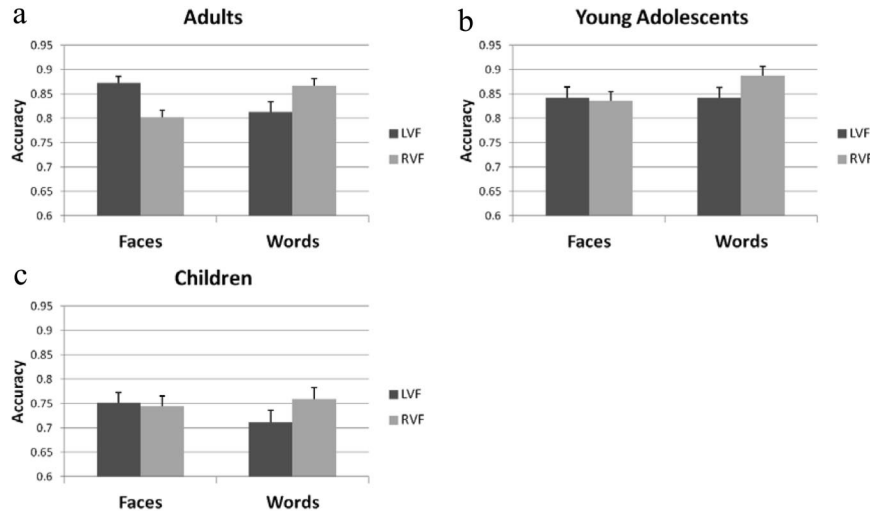 a
Adults
0.95
0.9
0.85
0.8
0.75
0.7
0.65
0.6
Accuracy
Faces
Words
LVF
RVF
b
Young Adolescents
0.95
0.9
0.85
0.8
0.75
0.7
0.65
0.6
Accuracy
Faces
Words
LVF
RVF
c
Children
0.95
0.9
0.85
0.8
0.75
0.7
0.65
0.6
Accuracy
Faces
Words
LVF
RVF